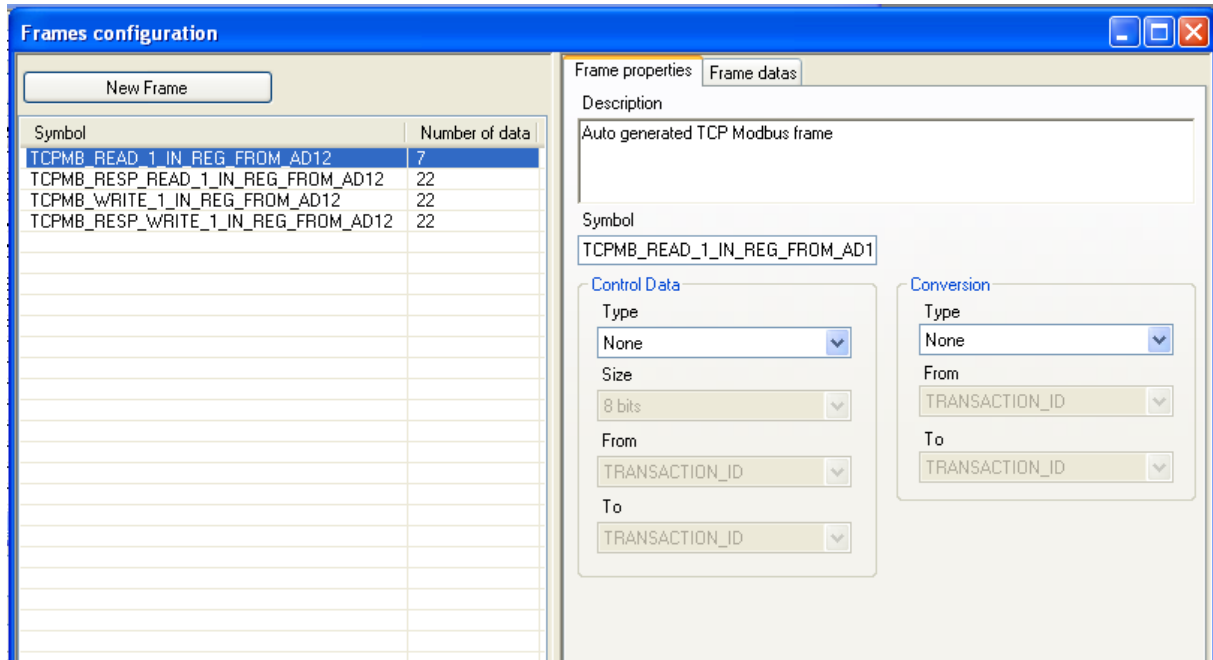 Frames configuration
New Frame
Symbol Number of data
TCPMB_READ_1_IN_REG_FROM_AD12 7
TCPMB_RESP_READ_1_IN_REG_FROM_AD12 22
TCPMB_WRITE_1_IN_REG_FROM_AD12 22
TCPMB_RESP_WRITE_1_IN_REG_FROM_AD12 22
Frame properties Frame datas
Description
Auto generated TCP Modbus frame
Symbol
TCPMB_READ_1_IN_REG_FROM_AD1
Control Data
Type
None
Size
8 bits
From
TRANSACTION_ID
To
TRANSACTION_ID
Conversion
Type
None
From
TRANSACTION_ID
To
TRANSACTION_ID